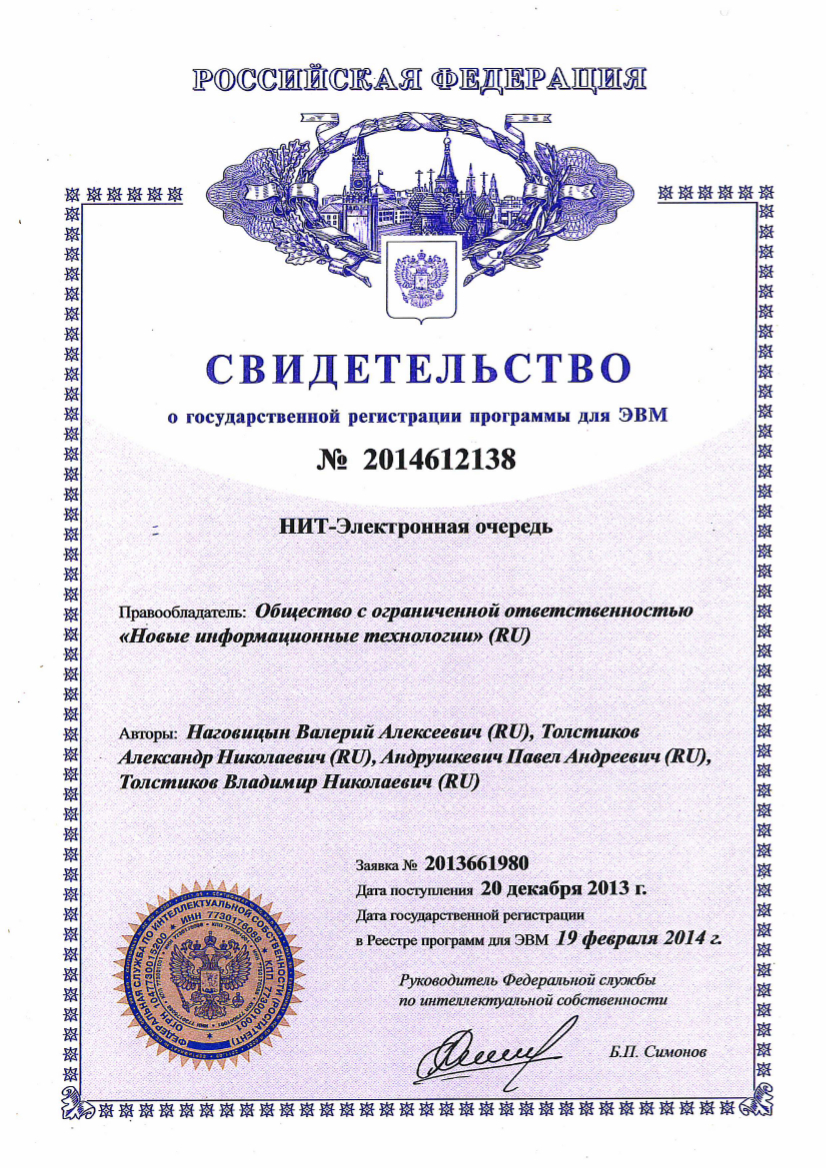 РОССИЙСКАЯ ФЕДЕРАЦИЯ
СВИДЕТЕЛЬСТВО
о государственной регистрации программы для ЭВМ
№ 2014612138
НИТ-Электронная очередь
Правообладатель: Общество с ограниченной ответственностью
«Новые информационные технологии» (RU)
Авторы: Наговицын Валерий Алексеевич (RU), Толстиков
Александр Николаевич (RU), Андрушкевич Павел Андреевич (RU),
Толстиков Владимир Николаевич (RU)
Заявка № 2013661980
Дата поступления 20 декабря 2013 г.
Дата государственной регистрации
в Реестре программ для ЭВМ 19 февраля 2014 г.
Руководитель Федеральной службы
по интеллектуальной собственности
Б.П. Симонов
ФЕДЕРАЛЬНАЯ СЛУЖБА ПО ИНТЕЛЛЕКТУАЛЬНОЙ СОБСТВЕННОСТИ (РОСПАТЕНТ)
ОГРН 1047730015200 * ИНН 7730176088 * КПП 773001001